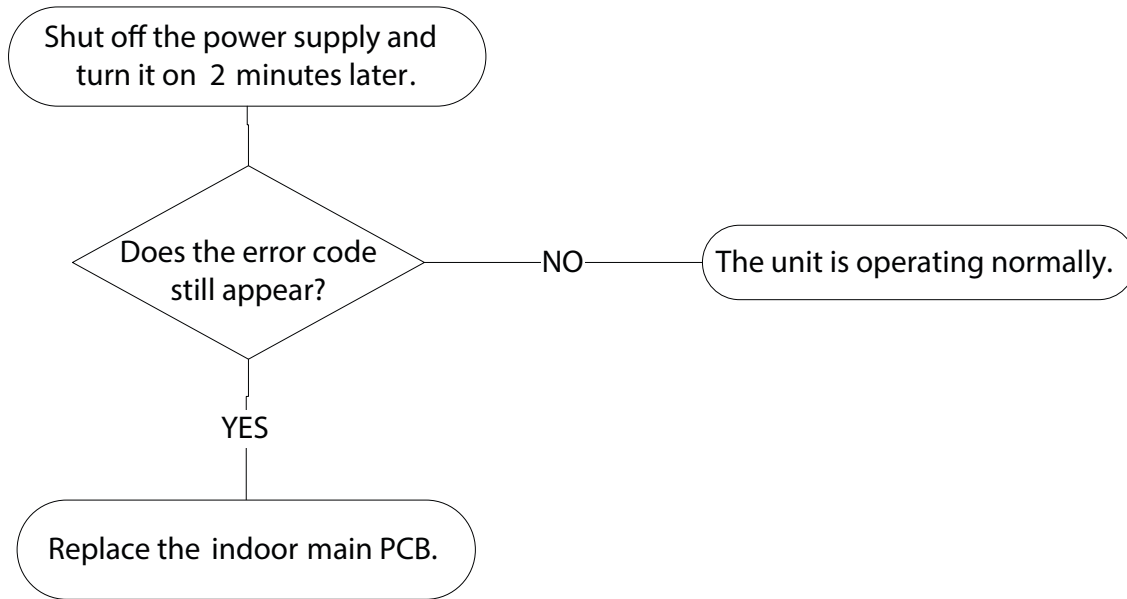 Shut off the power supply and
turn it on 2 minutes later.
Does the error code
still appear?
NO
The unit is operating normally.
YES
Replace the indoor main PCB.